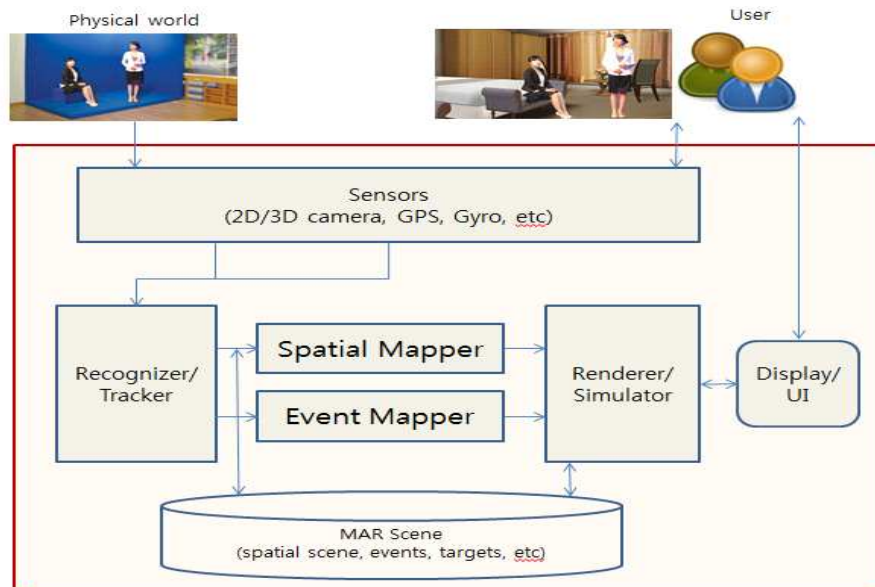 Physical world
User
Sensors
(2D/3D camera, GPS, Gyro, etc)
Recognizer/
Tracker
Spatial Mapper
Event Mapper
Renderer/
Simulator
Display/
UI
MAR Scene
(spatial scene, events, targets, etc)